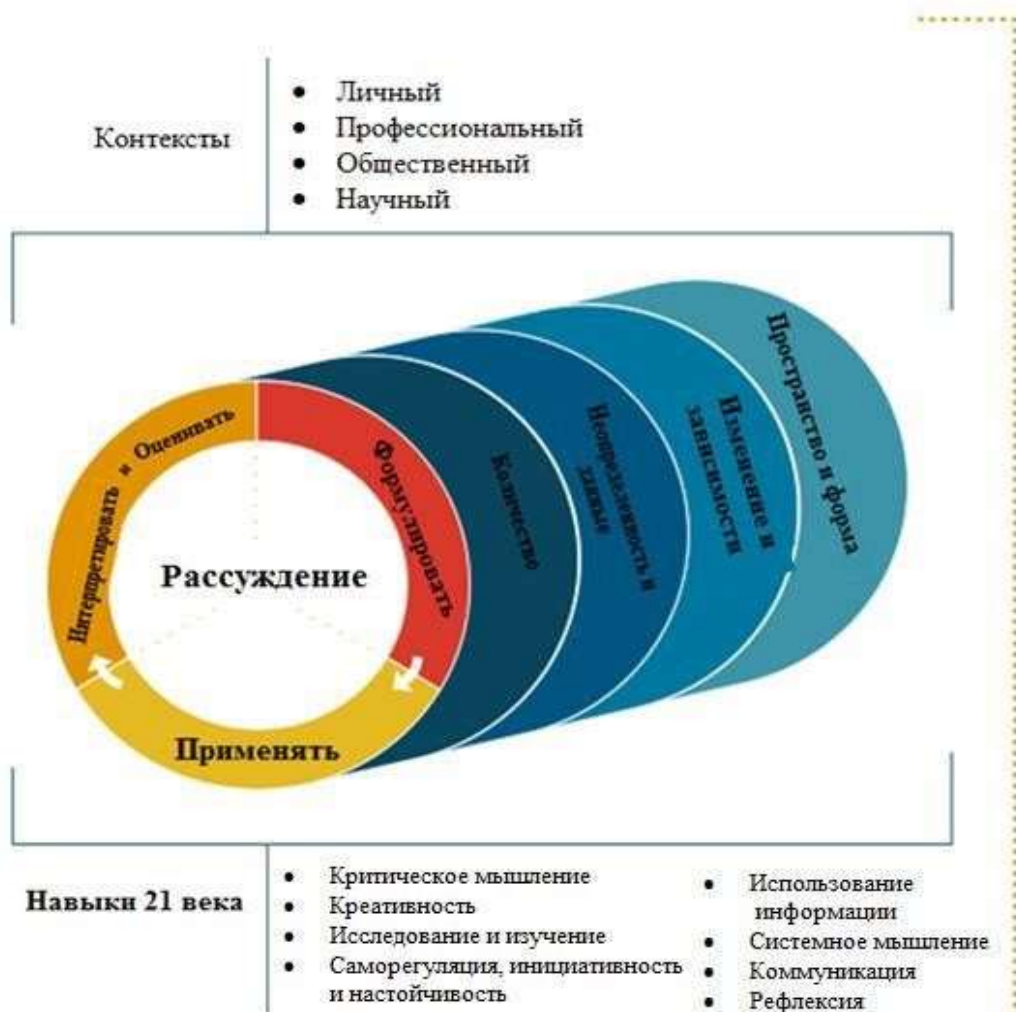 Контексты
• Личный
• Профессиональный
• Общественный
• Научный
Интерпретировать и Оценивать
Формулировать
Рассуждение
Применять
Количество
Неопределенность и
данные
Изменение и
зависимости
Пространство и форма
Навыки 21 века
• Критическое мышление
• Креативность
• Исследование и изучение
• Саморегуляция, инициативность
и настойчивость
• Использование
информации
• Системное мышление
• Коммуникация
• Рефлексия